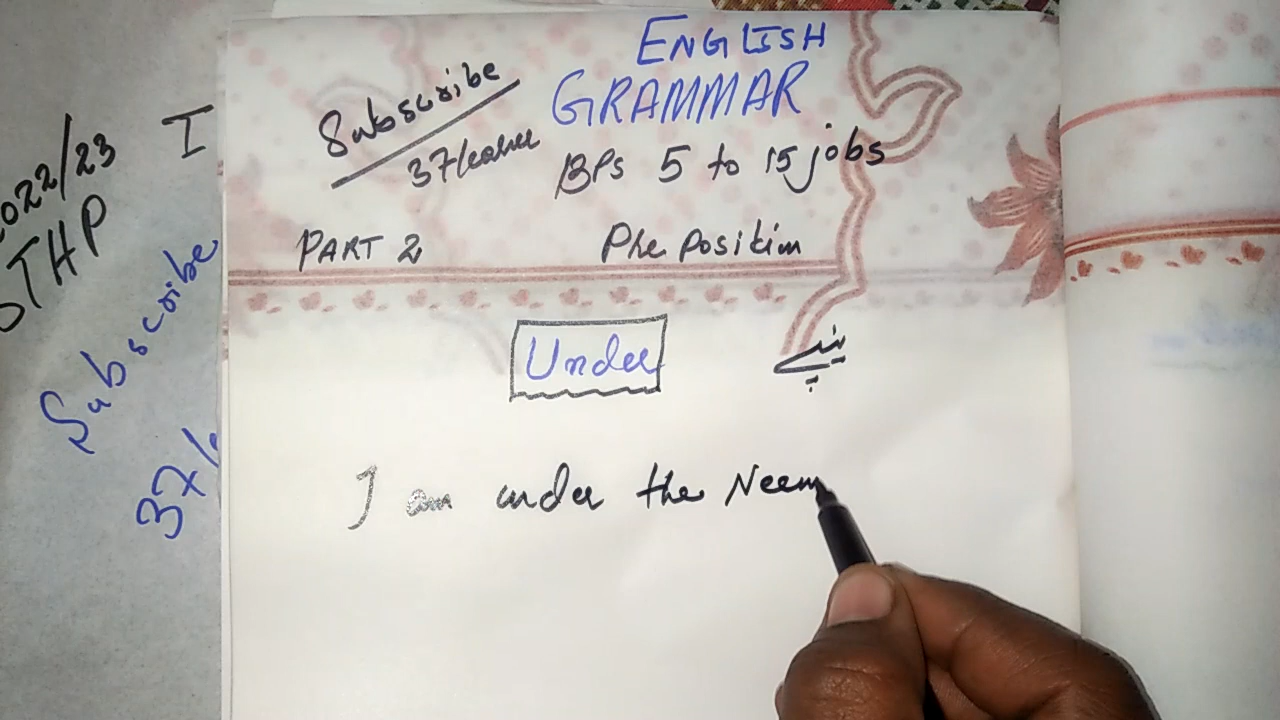 ENGLISH
GRAMMAR
Subscribe
BPs 5 to 15 jobs
PART 2
Preposition
Under
نیچے
I am under the Neem
2022/23
I
THP
Subscribe